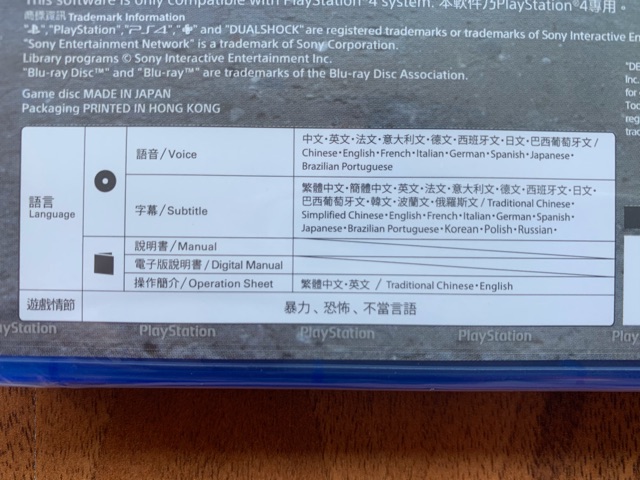 This software is only compatible with PlayStation®4 system. 本軟件乃PlayStation®4專用。
商標資訊 Trademark Information
"PlayStation", and "DUALSHOCK"are registered trademarks or trademarks of Sony Interactive En
"Sony Entertainment Network" is a trademark of Sony Corporation.
Library programs © Sony Interactive Entertainment Inc.
"Blu-ray Disc™" and "Blu-ray™" are trademarks of the Blu-ray Disc Association.
Game disc MADE IN JAPAN
Packaging PRINTED IN HONG KONG
"DE
Inc.
for
Too
reg
trad
語言
Language
語音/Voice
中文·英文·法文·意大利文·德文·西班牙文·日文·巴西葡萄牙文/
Chinese·English·French·Italian·German·Spanish·Japanese·
Brazilian Portuguese
字幕/Subtitle
繁體中文·簡體中文·英文·法文·意大利文·德文·西班牙文·日文·
巴西葡萄牙文·韓文·波蘭文·俄羅斯文/Traditional Chinese·
Simplified Chinese·English·French·Italian·German·Spanish·
Japanese·Brazilian Portuguese·Korean·Polish·Russian·
說明書/Manual
電子版說明書/Digital Manual
操作簡介/Operation Sheet
繁體中文·英文 / Traditional Chinese·English
遊戲情節
暴力、恐怖、不當言語
ayStation PlayStation PlayStation PlayStation PlayS